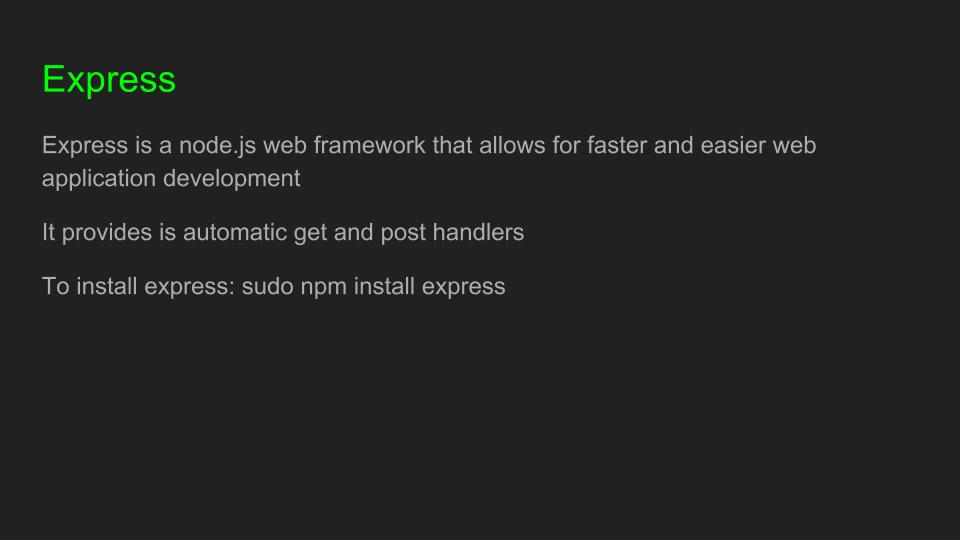 Express
Express is a node.js web framework that allows for faster and easier web
application development
It provides is automatic get and post handlers
To install express: sudo npm install express